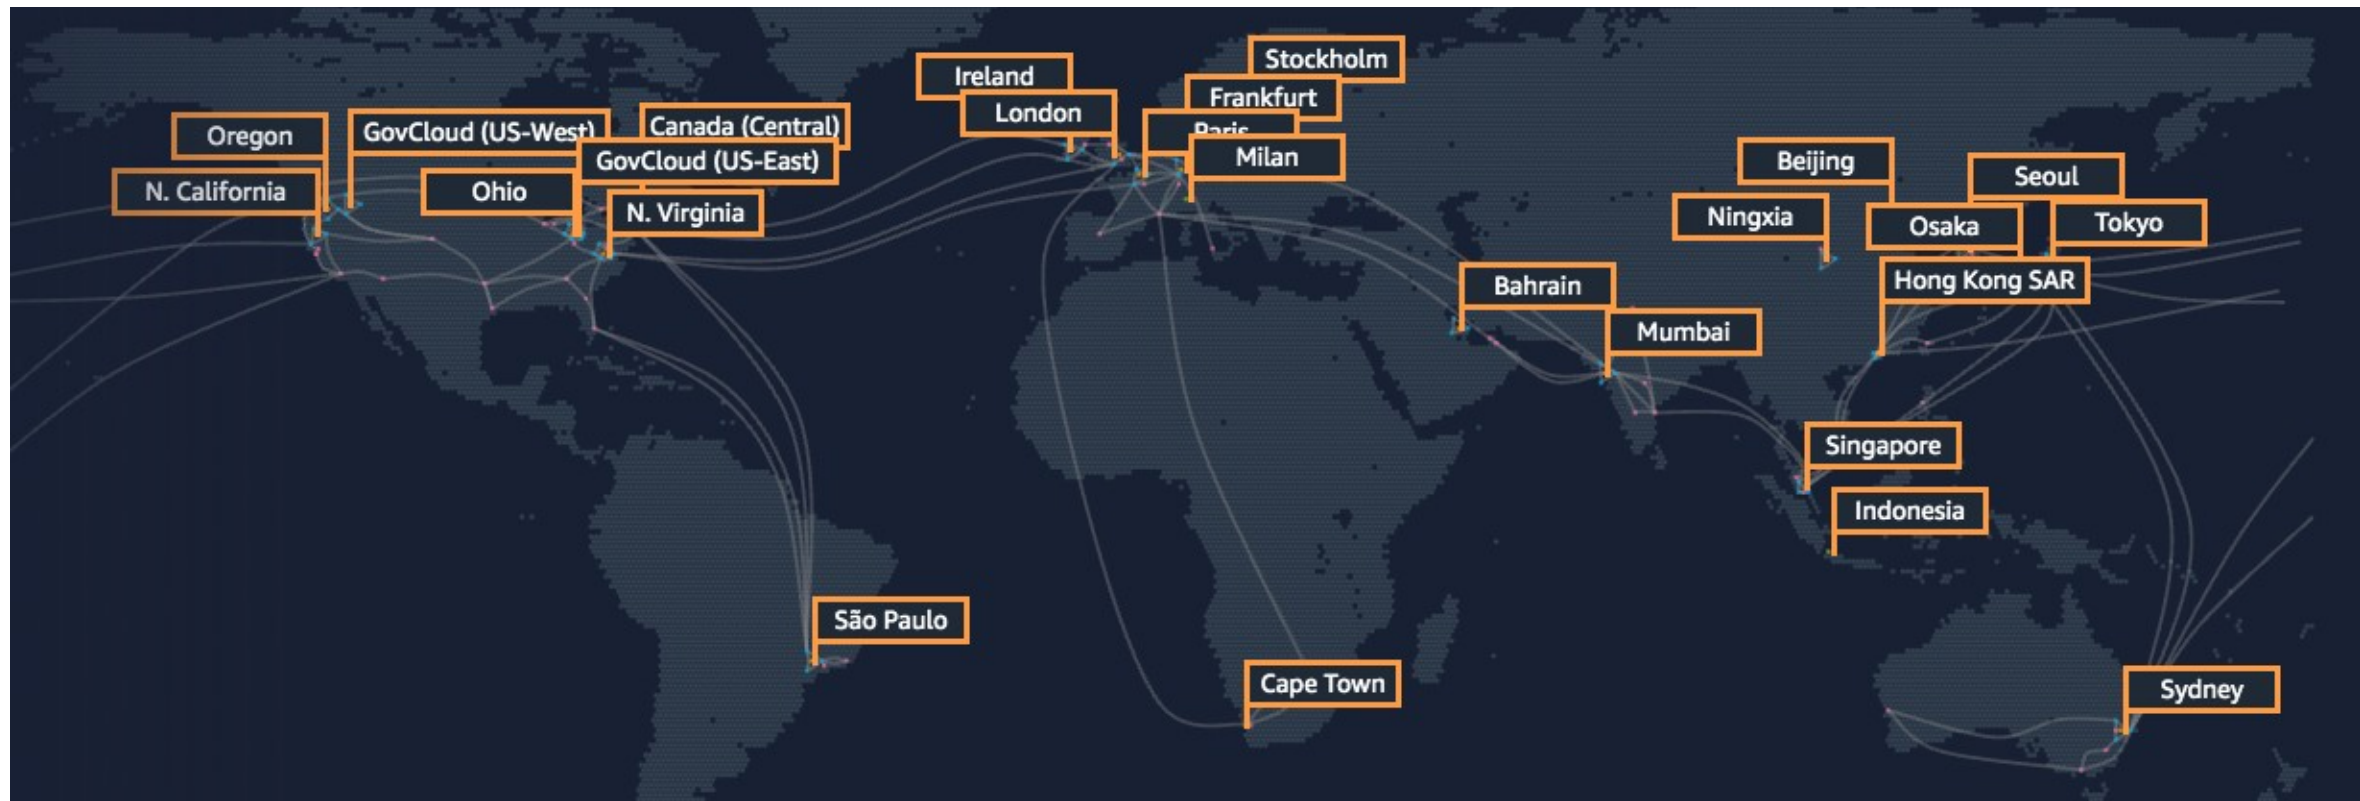 Stockholm
Ireland
Frankfurt
London
Paris
Milan
Oregon
GovCloud (US-West)
Canada (Central)
GovCloud (US-East)
N. California
Ohio
N. Virginia
Beijing
Seoul
Ningxia
Osaka
Tokyo
Bahrain
Hong Kong SAR
Mumbai
Singapore
Indonesia
São Paulo
Cape Town
Sydney